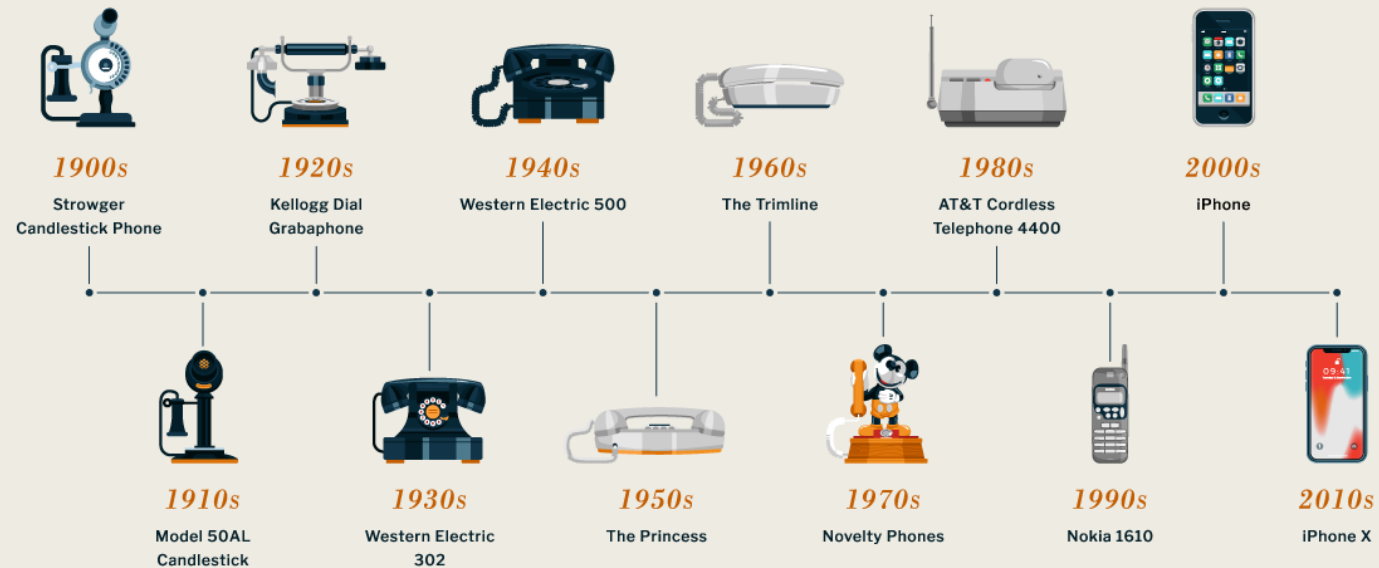 1900s
Strowger
Candlestick Phone
1920s
Kellogg Dial
Grabaphone
1940s
Western Electric 500
1960s
The Trimline
1980s
AT&T Cordless
Telephone 4400
2000s
iPhone
1910s
Model 50AL
Candlestick
1930s
Western Electric
302
1950s
The Princess
1970s
Novelty Phones
1990s
Nokia 1610
09:41
2010s
iPhone X